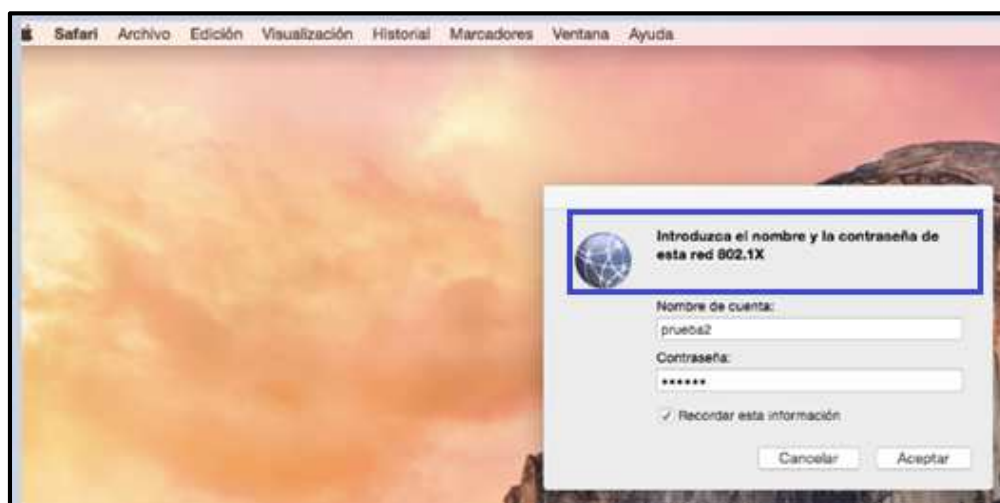 Safari Archivo Edición Visualización Historial Marcadores Ventana Ayuda
Introduzca el nombre y la contraseña de
esta red 802.1X
Nombre de cuenta:
prueba2
Contraseña:
••••••
Recordar esta información
Cancelar Aceptar